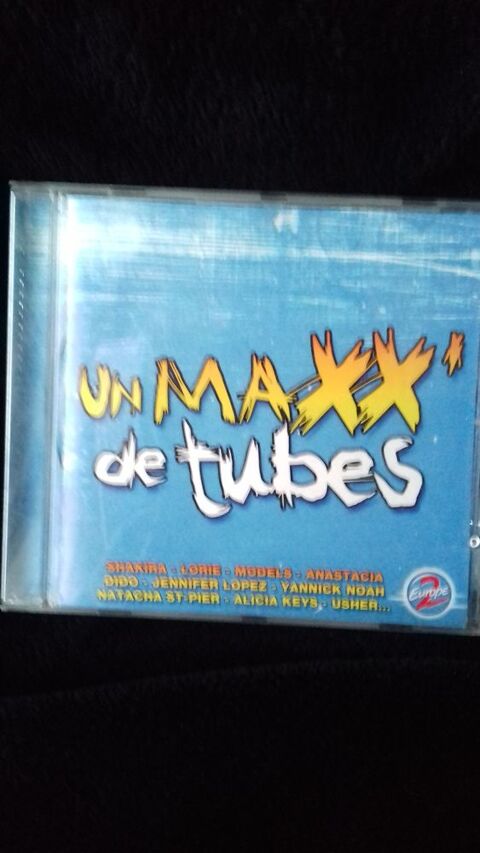 UN MAXX'
de tubes
SHAKIRA - LORIE - MODELS - ANASTACIA
DIDO - JENNIFER LOPEZ - YANNICK NOAH
NATACHA ST-PIER - ALICIA KEYS - USHER...
Europe 2